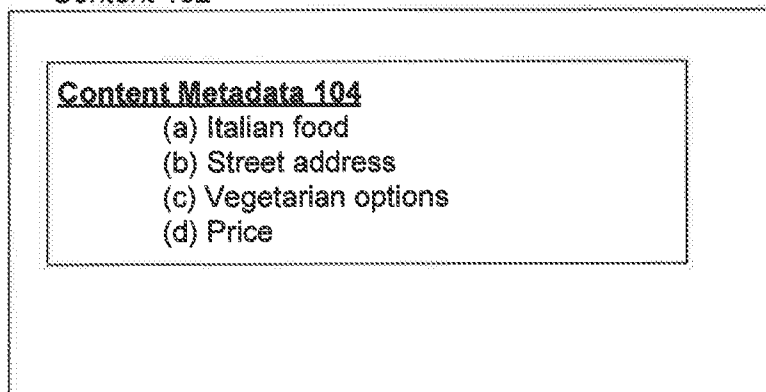 Content Metadata 104
(a) Italian food
(b) Street address
(c) Vegetarian options
(d) Price